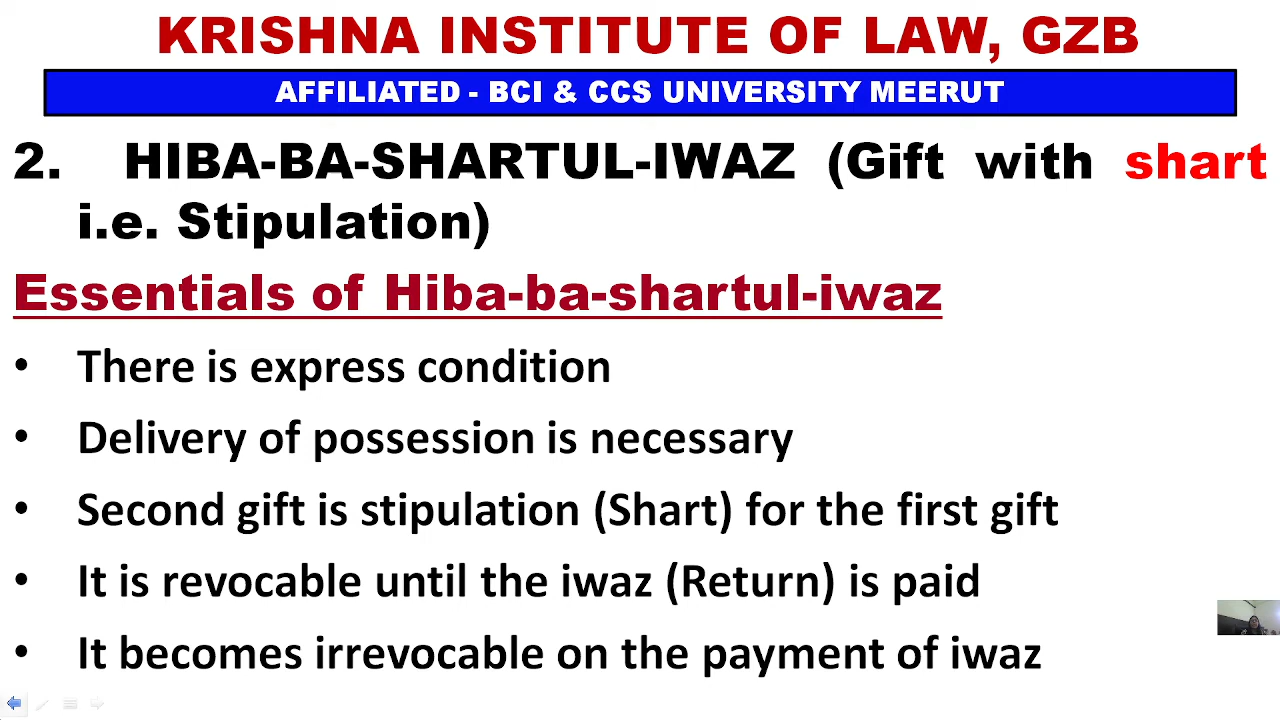 KRISHNA INSTITUTE OF LAW, GZB
AFFILIATED - BCI & CCS UNIVERSITY MEERUT
2. HIBA-BA-SHARTUL-IWAZ (Gift with shart
i.e. Stipulation)
Essentials of Hiba-ba-shartul-iwaz
• There is express condition
• Delivery of possession is necessary
• Second gift is stipulation (Shart) for the first gift
• It is revocable until the iwaz (Return) is paid
• It becomes irrevocable on the payment of iwaz